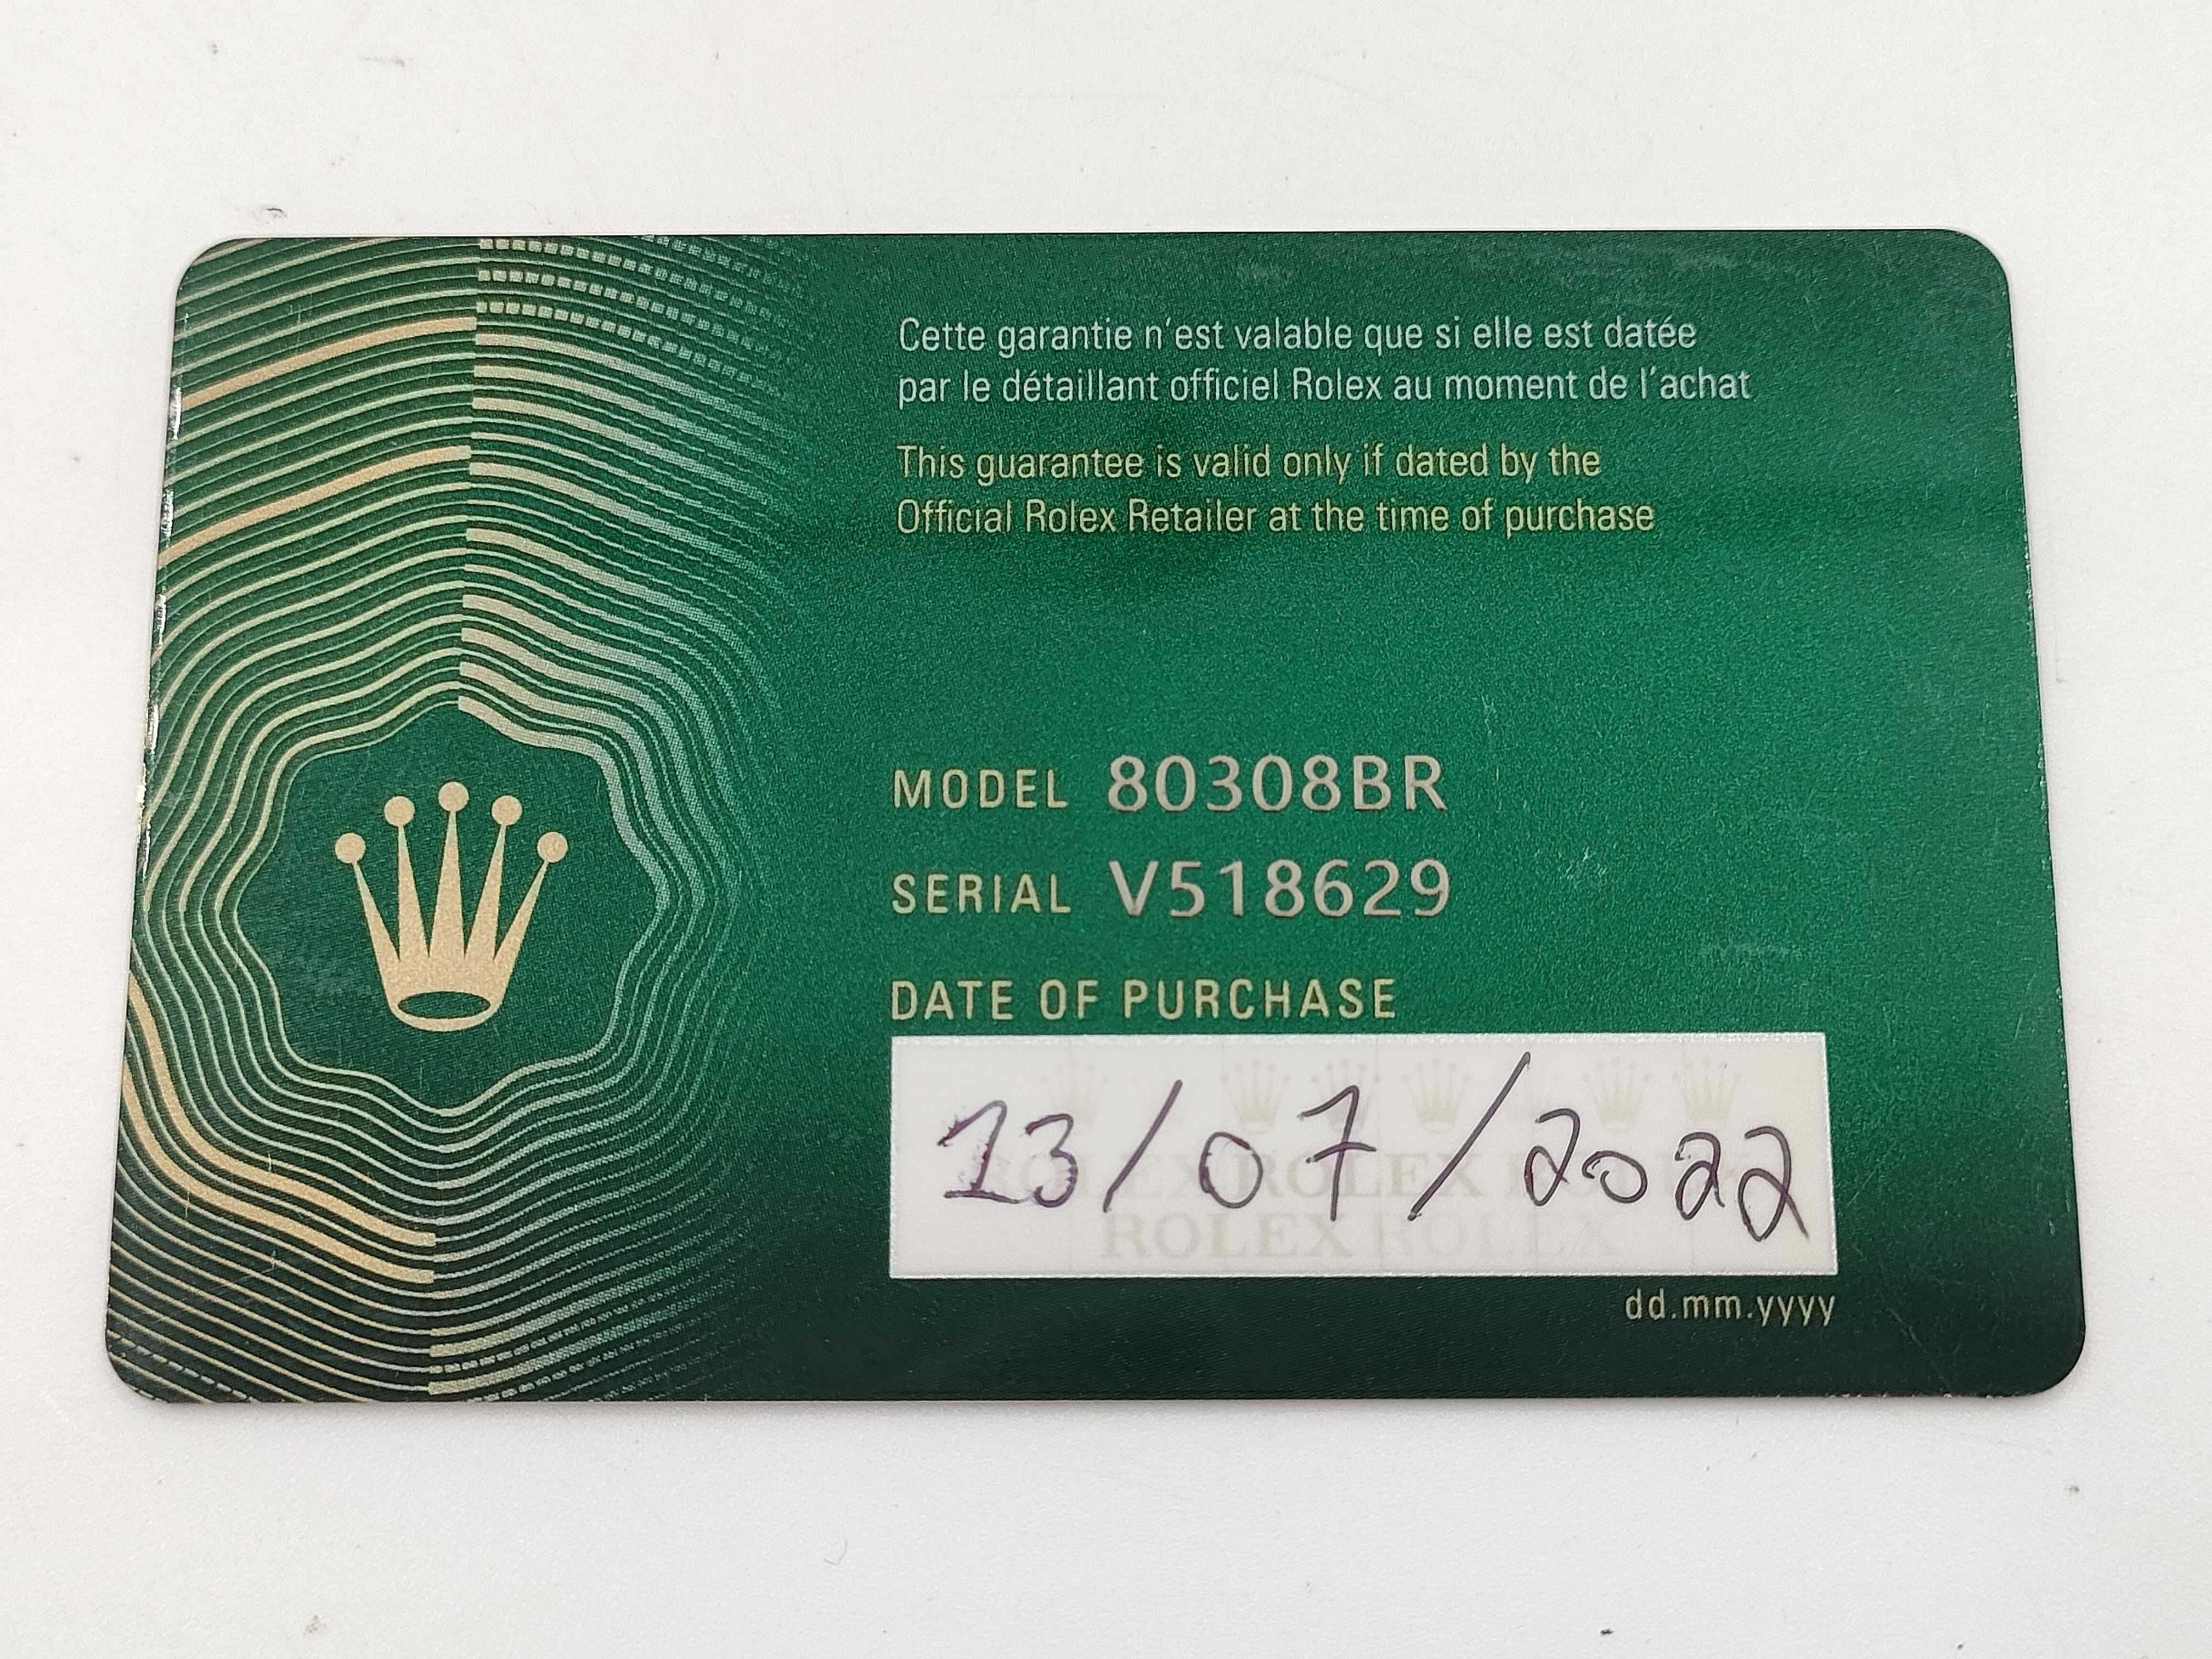 Cette garantie n'est valable que si elle est datée
par le détaillant officiel Rolex au moment de l'achat
This guarantee is valid only if dated by the
Official Rolex Retailer at the time of purchase
MODEL 80308BR
SERIAL V518629
DATE OF PURCHASE
13/07/2022
ROLEX ROLEX
dd.mm.yyyy